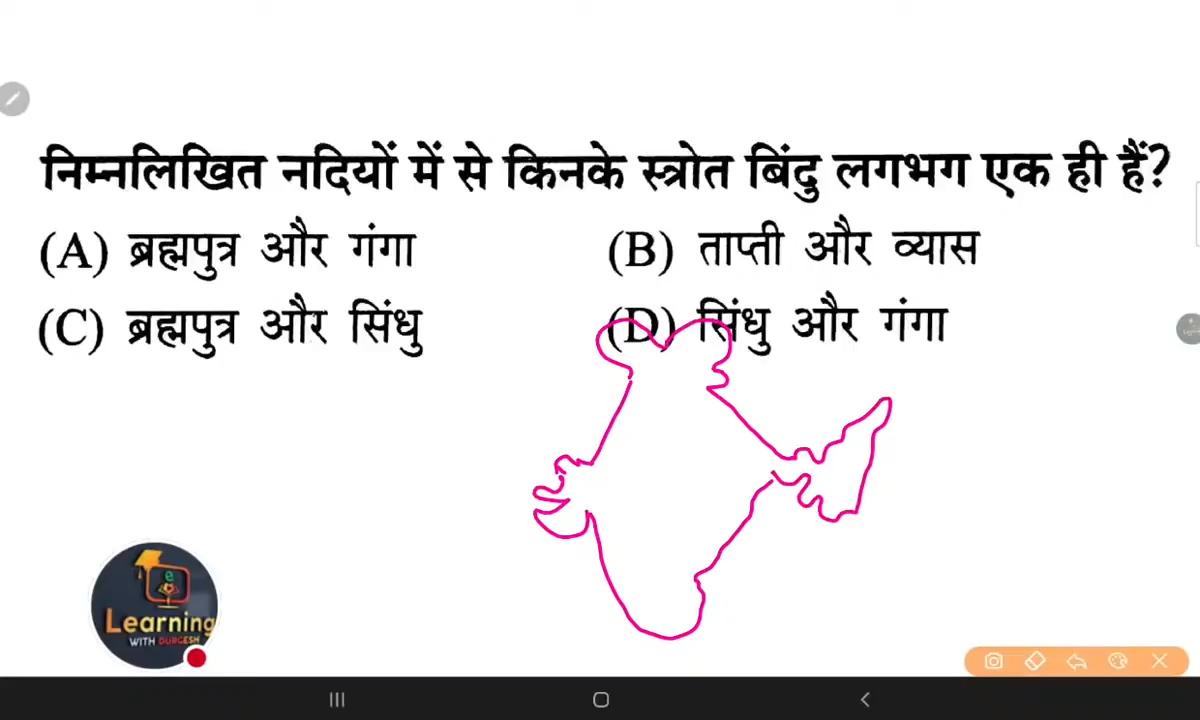 निम्नलिखित नदियों में से किनके स्त्रोत बिंदु लगभग एक ही हैं?
(A) ब्रह्मपुत्र और गंगा (B) ताप्ती और व्यास
(C) ब्रह्मपुत्र और सिंधु (D) सिंधु और गंगा
e
Learning
WITH DURGESH